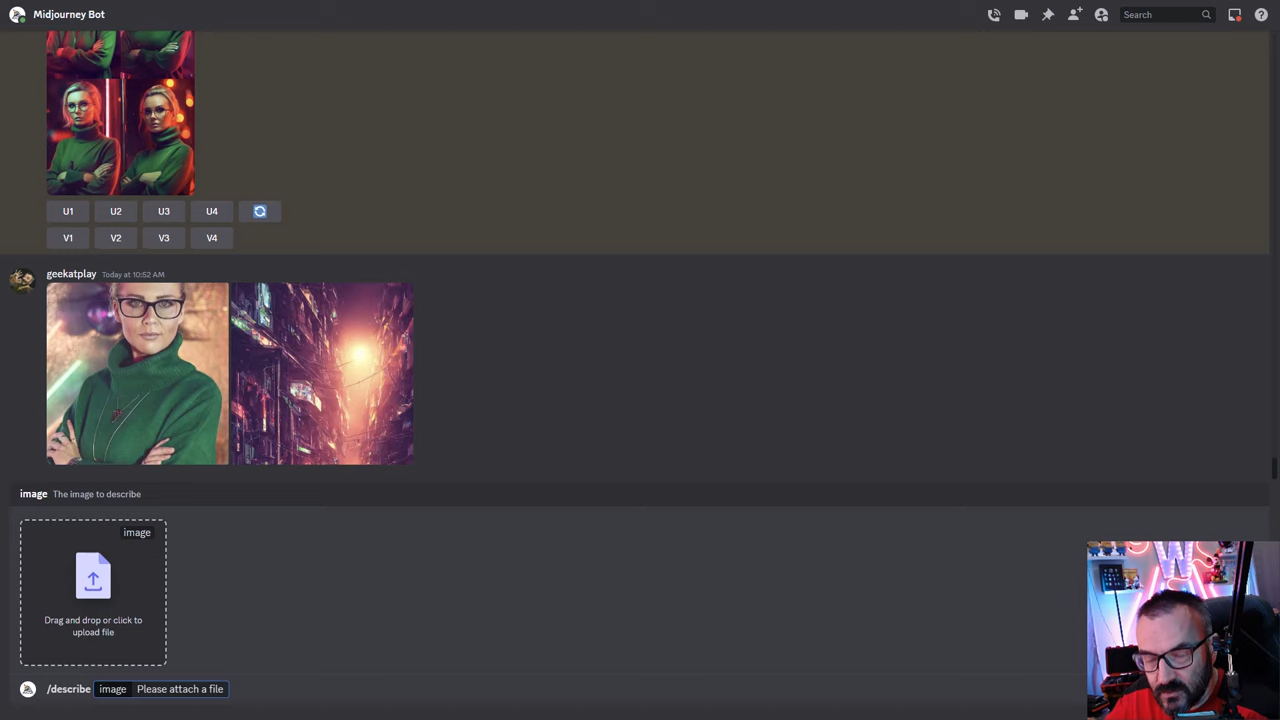 Midjourney Bot
Search
U1 U2 U3 U4
V1 V2 V3 V4
geekatplay Today at 10:52 AM
image The image to describe
image
Drag and drop or click to
upload file
/describe image Please attach a file